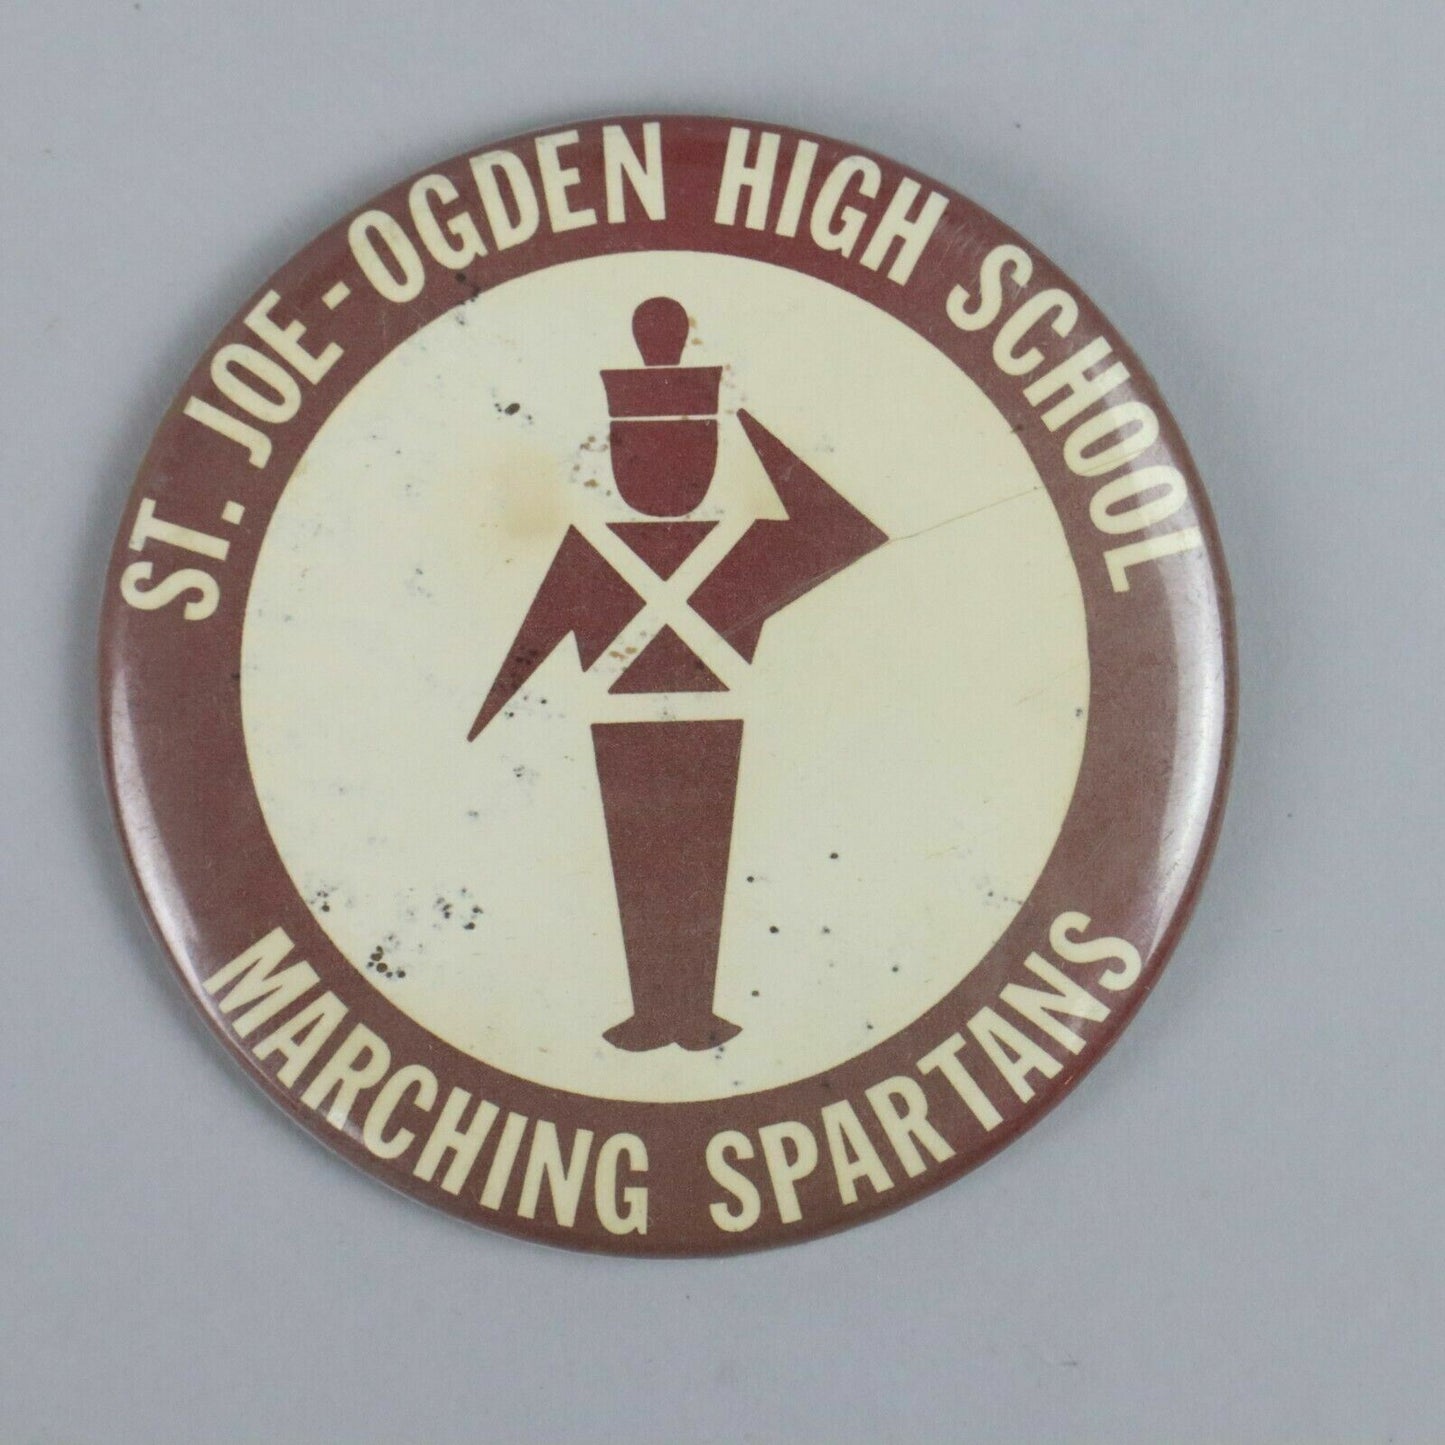 ST. JOE-OGDEN HIGH SCHOOL
MARCHING SPARTANS